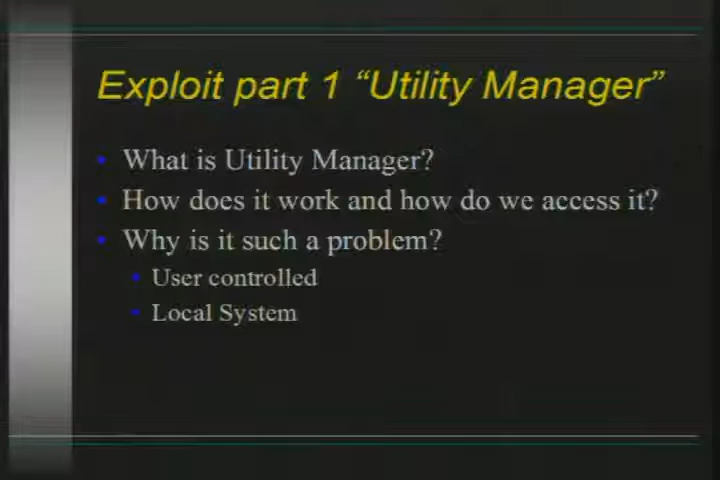 Exploit part 1 “Utility Manager”
What is Utility Manager?
How does it work and how do we access it?
Why is it such a problem?
User controlled
Local System